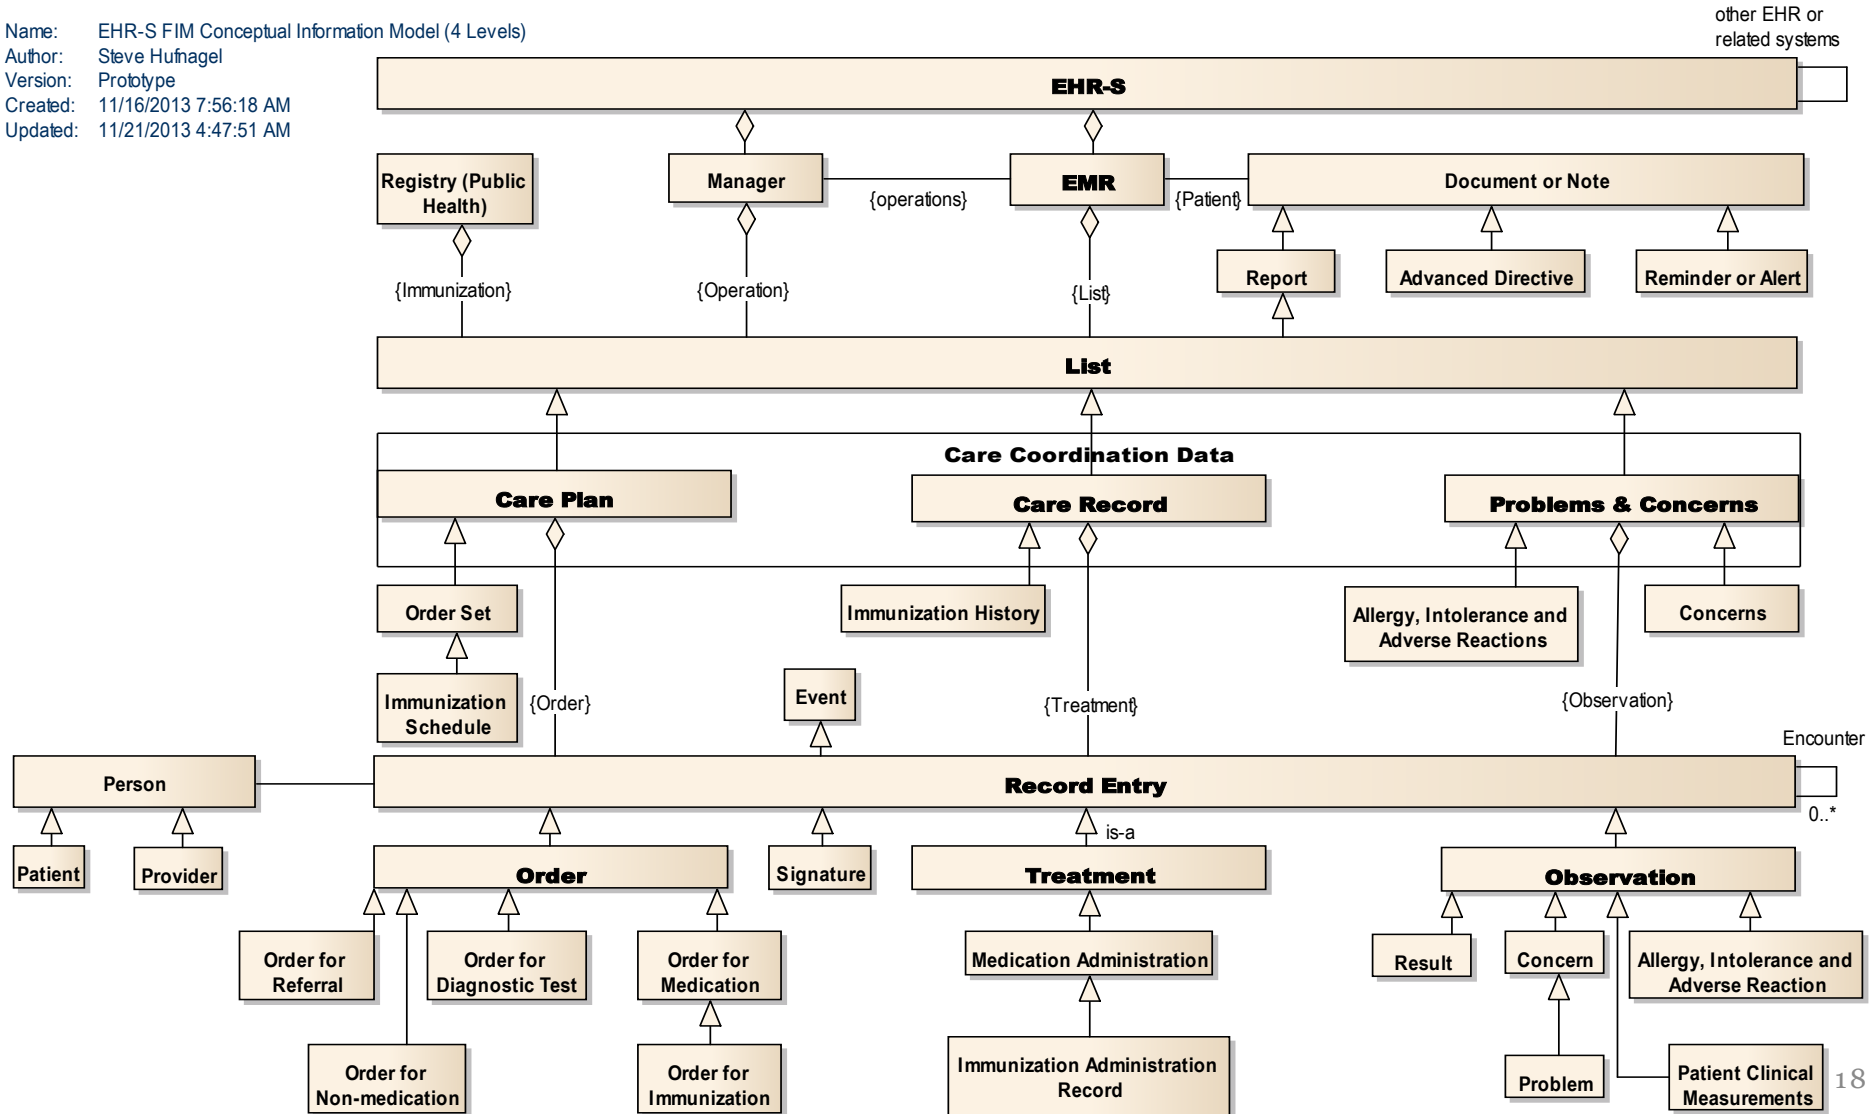 Name: EHR-S FIM Conceptual Information Model (4 Levels)
Author: Steve Hufnagel
Version: Prototype
Created: 11/16/2013 7:56:18 AM
Updated: 11/21/2013 4:47:51 AM
other EHR or
related systems
EHR-S
Registry (Public
Health)
Manager
{operations}
EMR
{Patient}
Document or Note
Report
Advanced Directive
Reminder or Alert
{Immunization}
{Operation}
{List}
List
Care Coordination Data
Care Plan
Care Record
Problems & Concerns
Order Set
Immunization History
Allergy, Intolerance and
Adverse Reactions
Concerns
Immunization
Schedule
{Order}
Event
{Treatment}
{Observation}
Encounter
Person
Record Entry
0..*
is-a
Patient
Provider
Order
Signature
Treatment
Observation
Order for
Referral
Order for
Diagnostic Test
Order for
Medication
Medication Administration
Result
Concern
Allergy, Intolerance and
Adverse Reaction
Order for
Non-medication
Order for
Immunization
Immunization Administration
Record
Problem
Patient Clinical
Measurements
18